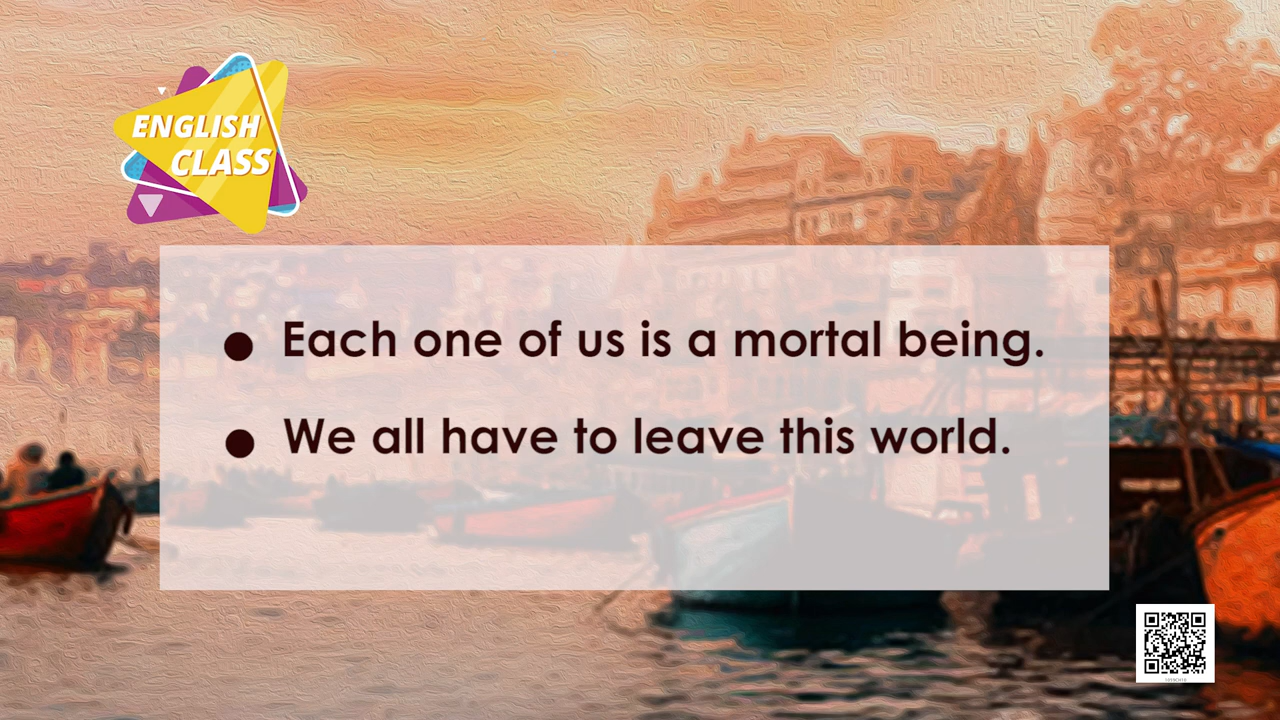 ENGLISH
CLASS
● Each one of us is a mortal being.
● We all have to leave this world.